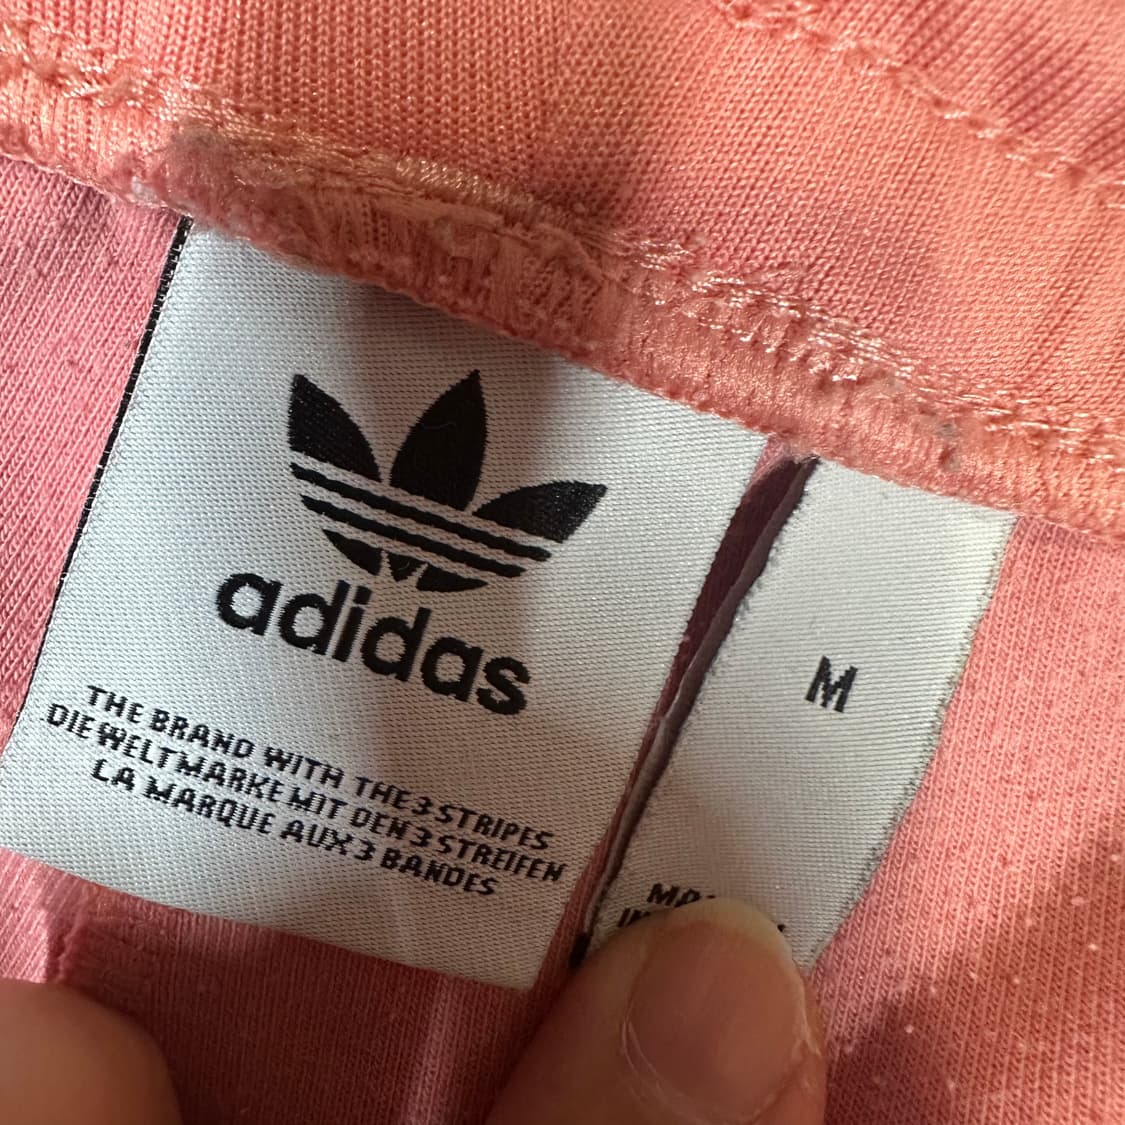 adidas
THE BRAND WITH THE 3 STRIPES
DIE WELTMARKE MIT DEN 3 STREIFEN
LA MARQUE AUX 3 BANDES
M